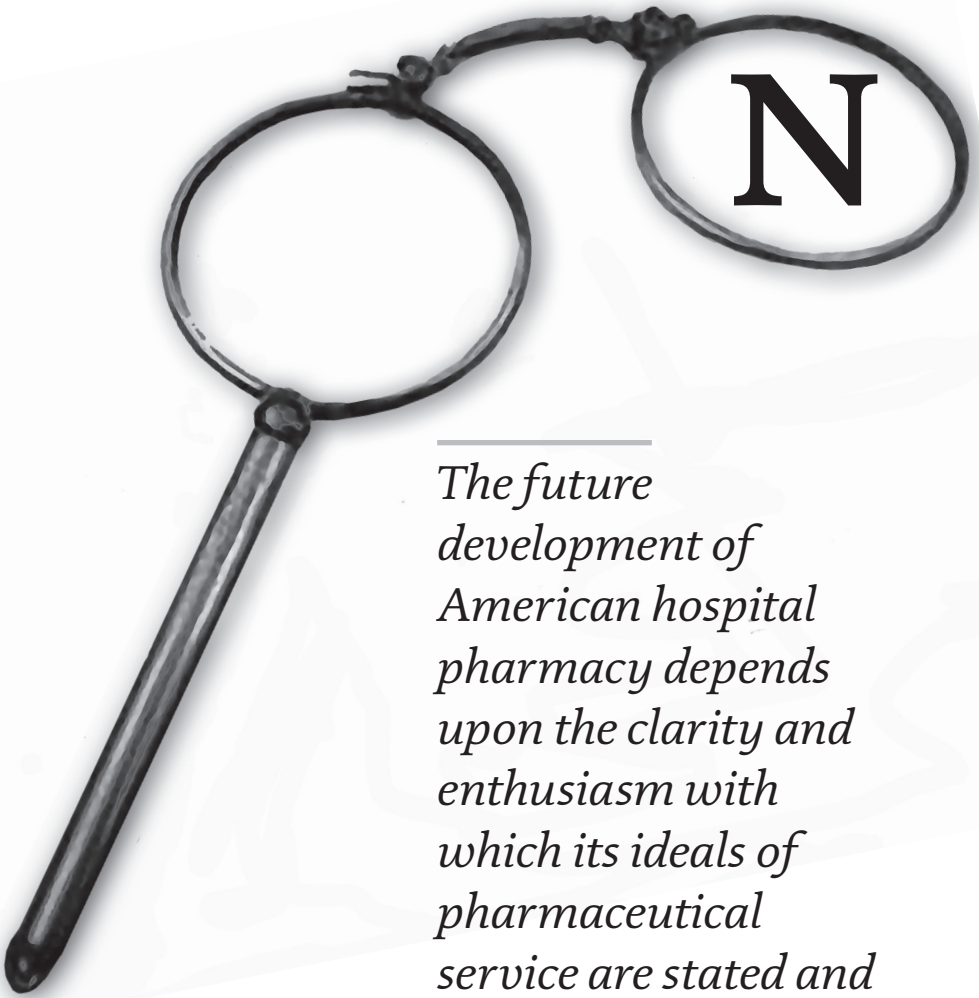 N
The future
development of
American hospital
pharmacy depends
upon the clarity and
enthusiasm with
which its ideals of
pharmaceutical
service are stated and